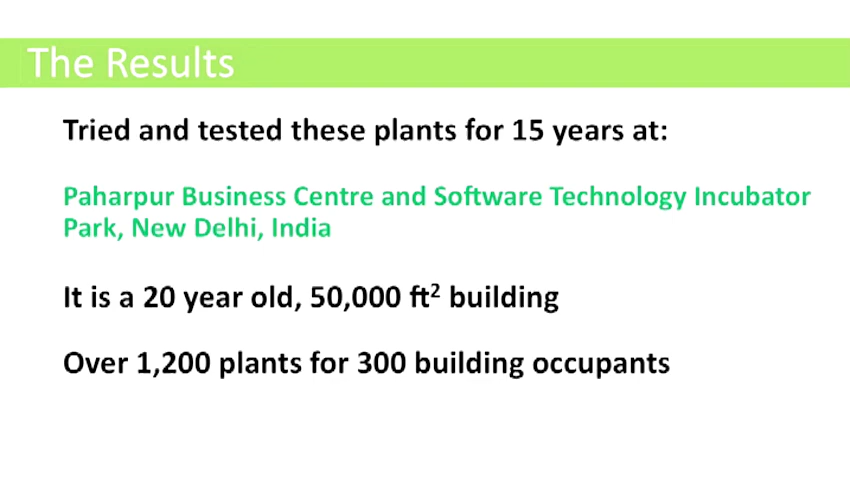 The Results
Tried and tested these plants for 15 years at:
Paharpur Business Centre and Software Technology Incubator
Park, New Delhi, India
It is a 20 year old, 50,000 ft² building
Over 1,200 plants for 300 building occupants